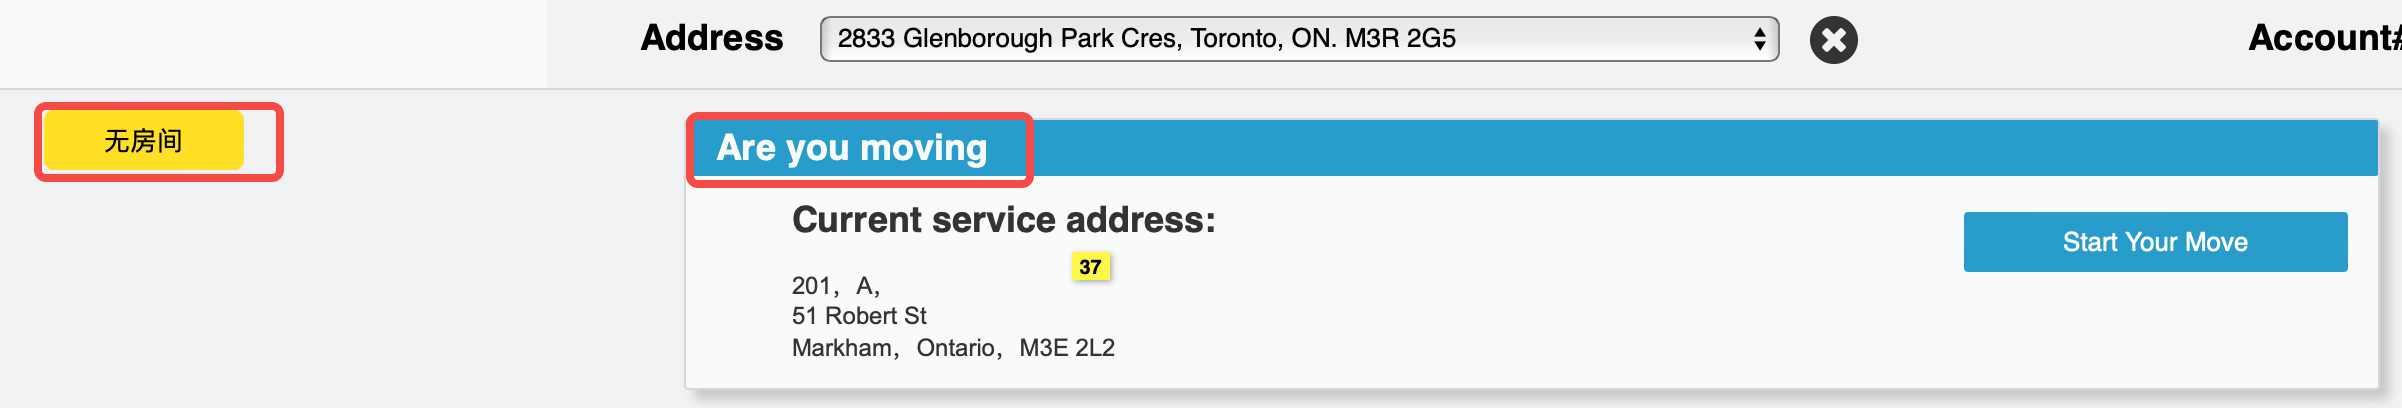 Address
2833 Glenborough Park Cres, Toronto, ON. M3R 2G5
Account#
无房间
Are you moving
Current service address:
37
Start Your Move
201,  A,
51 Robert St
Markham,  Ontario,  M3E 2L2